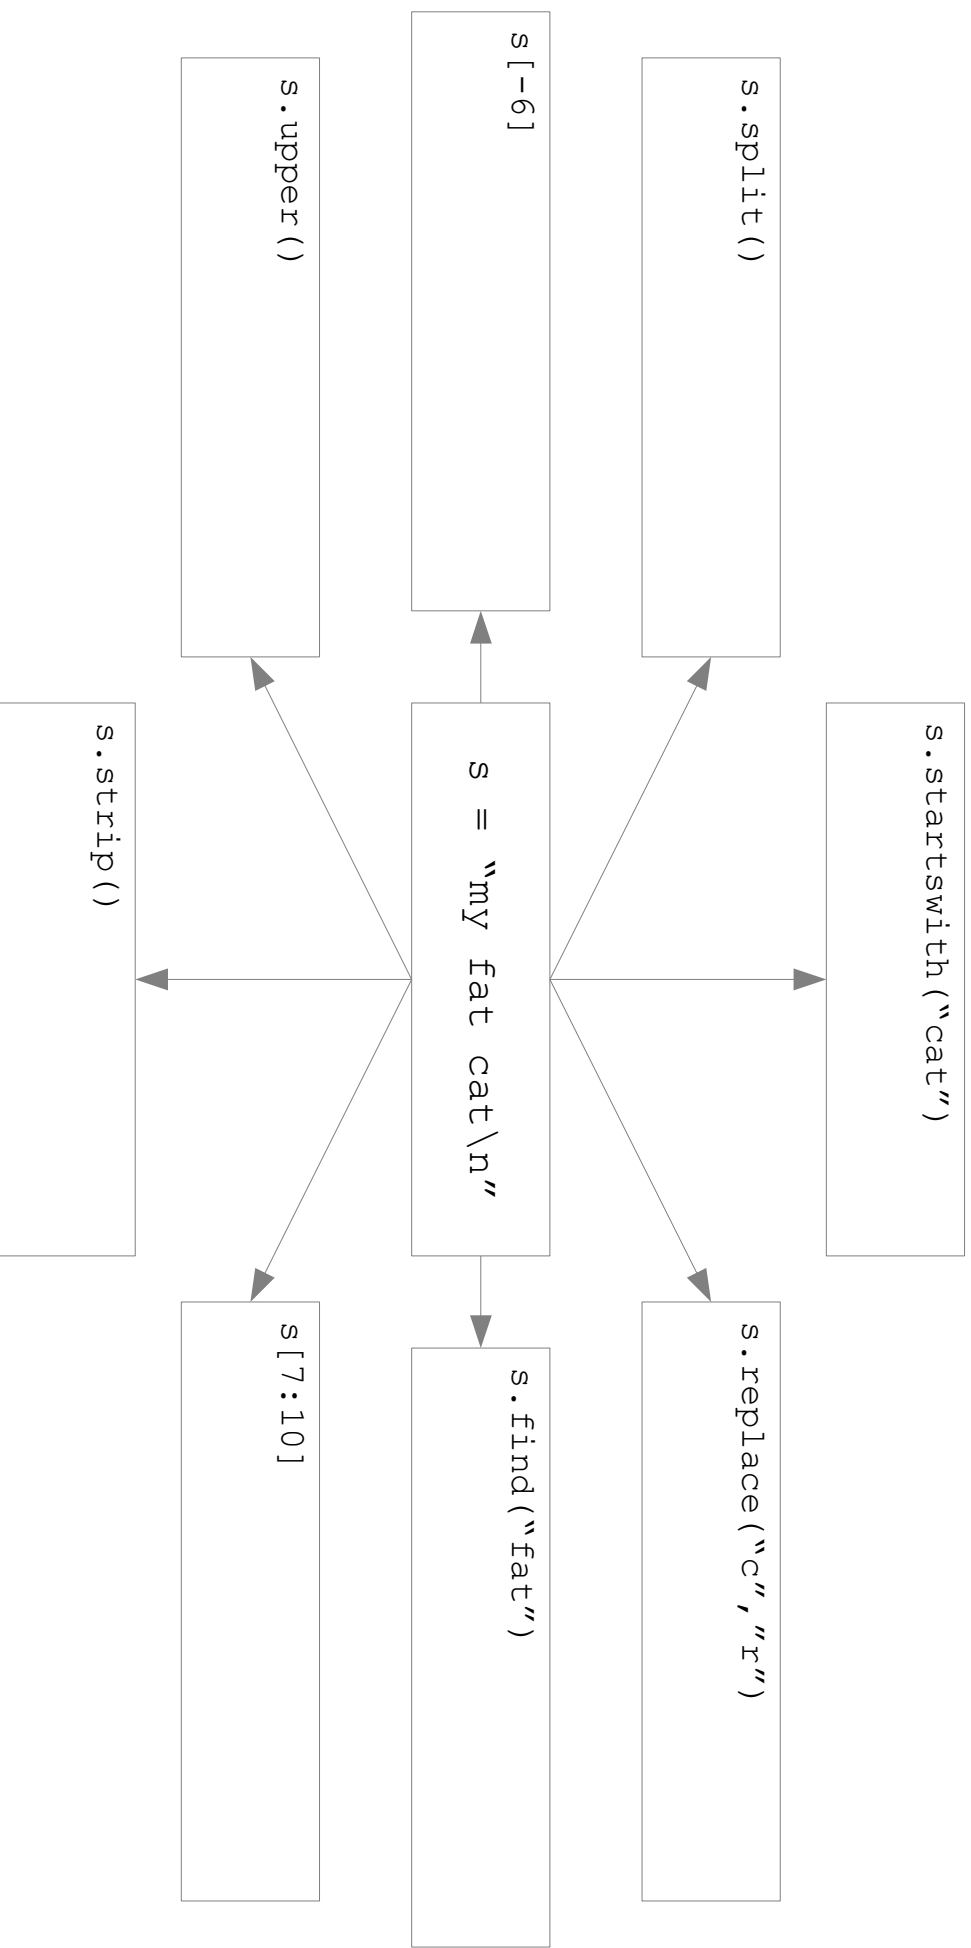 s.startswith(“cat”)
s.split()
s.replace(“c”,”r”)
s[-6]
s = “my fat cat\n”
s.find(“fat”)
s.upper()
s[7:10]
s.strip()